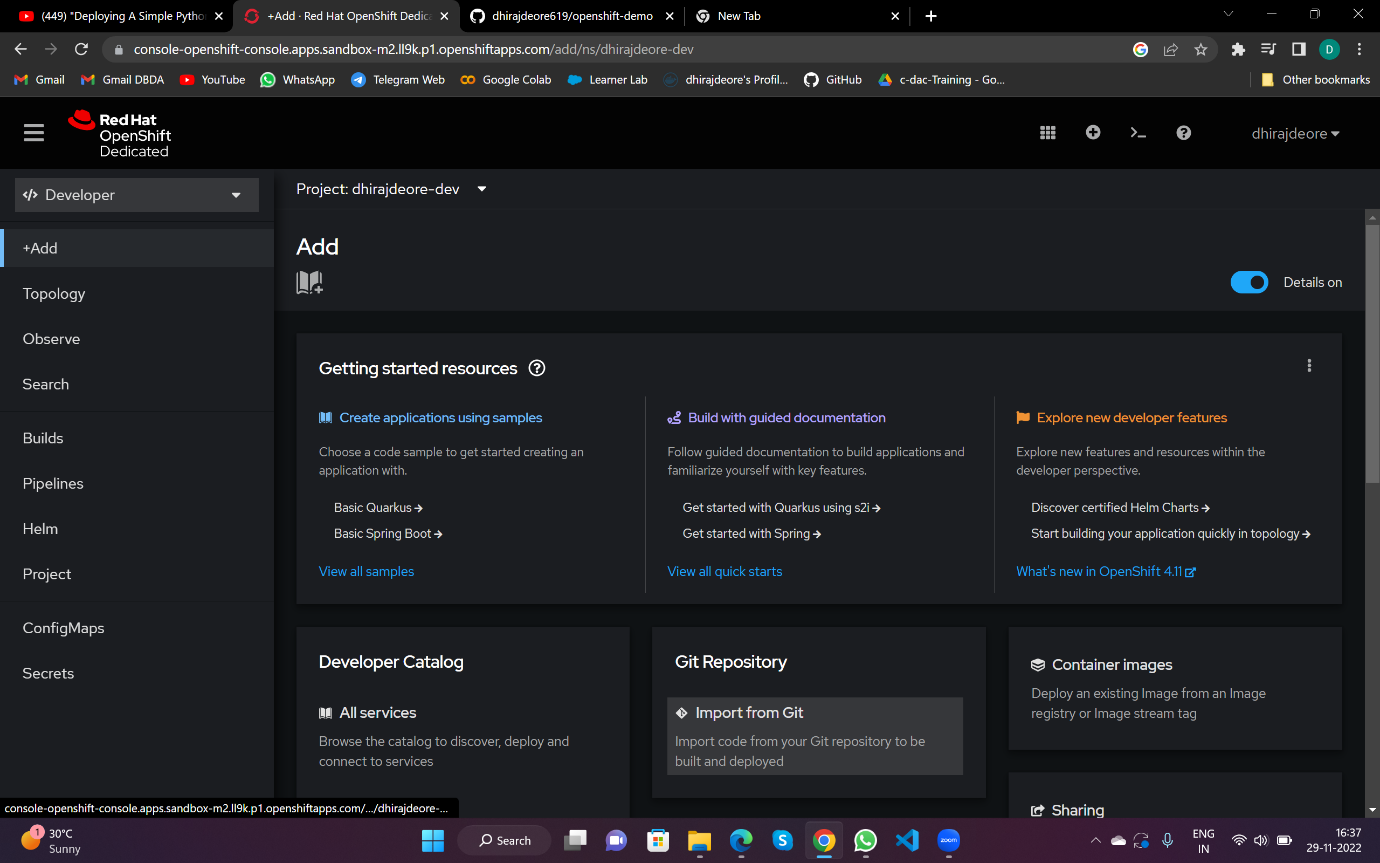 (449) "Deploying A Simple Pytho
+Add · Red Hat OpenShift Dedica
dhirajdeore619/openshift-demo
New Tab
console-openshift-console.apps.sandbox-m2.ll9k.p1.openshiftapps.com/add/ns/dhirajdeore-dev
D
Gmail
Gmail DBDA
YouTube
WhatsApp
Telegram Web
Google Colab
Learner Lab
dhirajdeore's Profil...
GitHub
c-dac-Training - Go...
Other bookmarks
Red Hat
OpenShift
Dedicated
dhirajdeore
Developer
Project: dhirajdeore-dev
+Add
Topology
Observe
Search
Builds
Pipelines
Helm
Project
ConfigMaps
Secrets
Add
Details on
Getting started resources
Create applications using samples
Choose a code sample to get started creating an
application with.
Basic Quarkus
Basic Spring Boot
View all samples
Build with guided documentation
Follow guided documentation to build applications and
familiarize yourself with key features.
Get started with Quarkus using s2i
Get started with Spring
View all quick starts
Explore new developer features
Explore new features and resources within the
developer perspective.
Discover certified Helm Charts
Start building your application quickly in topology
What's new in OpenShift 4.11
Developer Catalog
All services
Browse the catalog to discover, deploy and
connect to services
Git Repository
Import from Git
Import code from your Git repository to be
built and deployed
Container images
Deploy an existing Image from an Image
registry or Image stream tag
Sharing
console-openshift-console.apps.sandbox-m2.ll9k.p1.openshiftapps.com/.../dhirajdeore-...
1
30°C
Sunny
Search
zoom
ENG
IN
16:37
29-11-2022